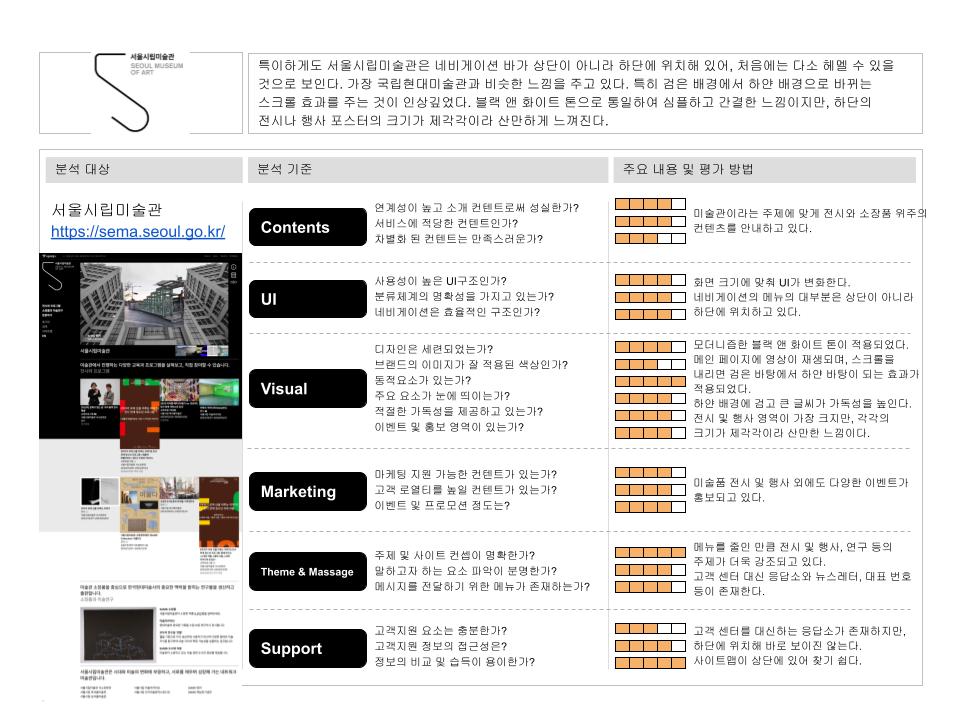 서울시립미술관
SEOUL MUSEUM
OF ART
특이하게도 서울시립미술관은 네비게이션 바가 상단이 아니라 하단에 위치해 있어, 처음에는 다소 헤멜 수 있을
것으로 보인다. 가장 국립현대미술관과 비슷한 느낌을 주고 있다. 특히 검은 배경에서 하얀 배경으로 바뀌는
스크롤 효과를 주는 것이 인상깊었다. 블랙 앤 화이트 톤으로 통일하여 심플하고 간결한 느낌이지만, 하단의
전시나 행사 포스터의 크기가 제각각이라 산만하게 느껴진다.
분석 대상
분석 기준
주요 내용 및 평가 방법
서울시립미술관
https://sema.seoul.go.kr/
서울시립미술관
미술관에서 진행하는 다양한 교육과 프로그램을 살펴보고, 직접 참여할 수 있습니다.
전시와 프로그램
Contents
연계성이 높고 소개 컨텐트로써 성실한가?
서비스에 적당한 컨텐트인가?
차별화 된 컨텐트는 만족스러운가?
미술관이라는 주제에 맞게 전시와 소장품 위주의
컨텐츠를 안내하고 있다.
UI
사용성이 높은 UI구조인가?
분류체계의 명확성을 가지고 있는가?
네비게이션은 효율적인 구조인가?
화면 크기에 맞춰 UI가 변화한다.
네비게이션의 메뉴의 대부분은 상단이 아니라
하단에 위치하고 있다.
Visual
디자인은 세련되었는가?
브랜드의 이미지가 잘 적용된 색상인가?
동적요소가 있는가?
주요 요소가 눈에 띄이는가?
적절한 가독성을 제공하고 있는가?
이벤트 및 홍보 영역이 있는가?
모더니즘한 블랙 앤 화이트 톤이 적용되었다.
메인 페이지에 영상이 재생되며, 스크롤을
내리면 검은 바탕에서 하얀 바탕이 되는 효과가
적용되었다.
하얀 배경에 검고 큰 글씨가 가독성을 높인다.
전시 및 행사 영역이 가장 크지만, 각각의
크기가 제각각이라 산만한 느낌이다.
Marketing
마케팅 지원 가능한 컨텐트가 있는가?
고객 로열티를 높일 컨텐트가 있는가?
이벤트 및 프로모션 정도는?
미술품 전시 및 행사 외에도 다양한 이벤트가
홍보되고 있다.
Theme & Massage
주제 및 사이트 컨셉이 명확한가?
말하고자 하는 요소 파악이 분명한가?
메시지를 전달하기 위한 메뉴가 존재하는가?
메뉴를 줄인 만큼 전시 및 행사, 연구 등의
주제가 더욱 강조되고 있다.
고객 센터 대신 응답소와 뉴스레터, 대표 번호
등이 존재한다.
Support
고객지원 요소는 충분한가?
고객지원 정보의 접근성은?
정보의 비교 및 습득이 용이한가?
고객 센터를 대신하는 응답소가 존재하지만,
하단에 위치해 바로 보이진 않는다.
사이트맵이 상단에 있어 찾기 쉽다.